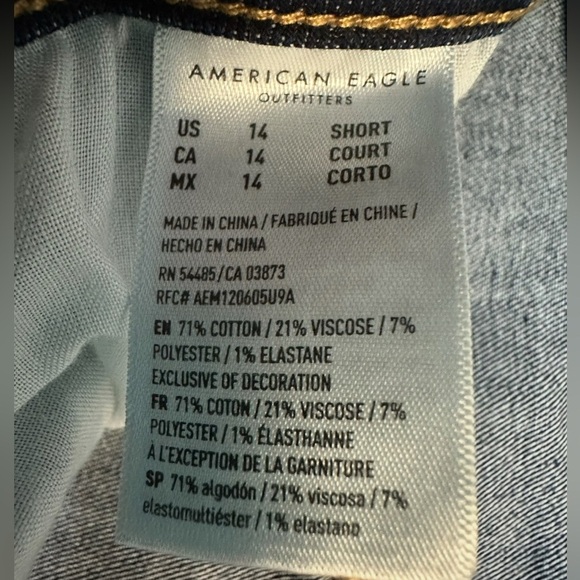 AMERICAN EAGLE
OUTFITTERS
US 14 SHORT
CA 14 COURT
MX 14 CORTO
MADE IN CHINA / FABRIQUÉ EN CHINE /
HECHO EN CHINA
RN 54485/CA 03873
RFC# AEM120605U9A
EN 71% COTTON / 21% VISCOSE / 7%
POLYESTER / 1% ELASTANE
EXCLUSIVE OF DECORATION
FR 71% COTON / 21% VISCOSE / 7%
POLYESTER / 1% ÉLASTHANNE
À L'EXCEPTION DE LA GARNITURE
SP 71% algodón / 21% viscosa / 7%
elastomultiéster / 1% elastano